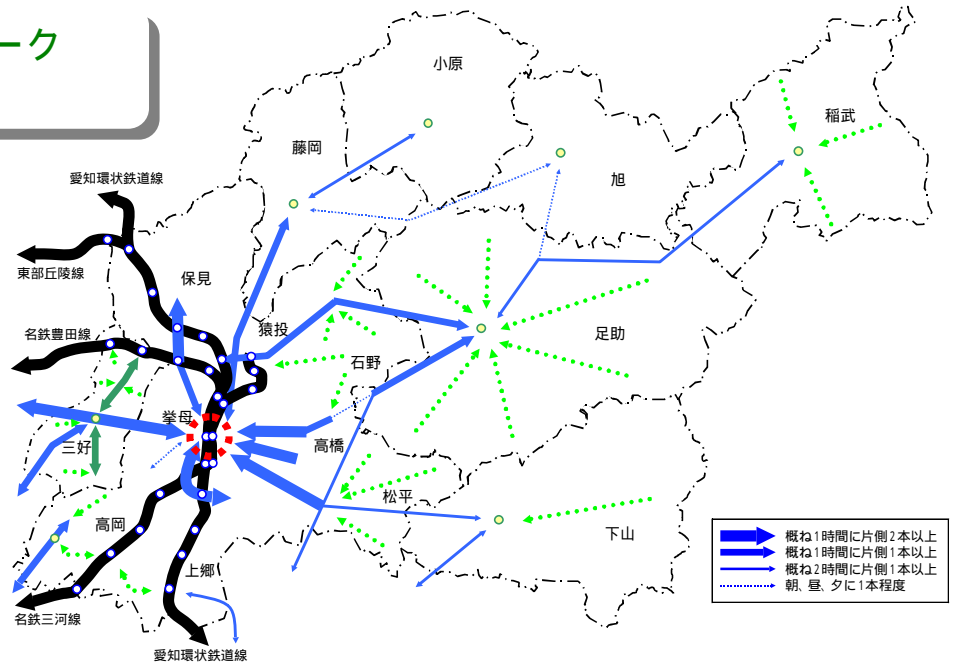 ーク
小原
稲武
藤岡
旭
愛知環状鉄道線
東部丘陵線
保見
名鉄豊田線
猿投
足助
石野
挙母
三好
高橋
松平
高岡
下山
上郷
名鉄三河線
愛知環状鉄道線
概ね1時間に片側2本以上
概ね1時間に片側1本以上
概ね2時間に片側1本以上
朝、昼、夕に1本程度